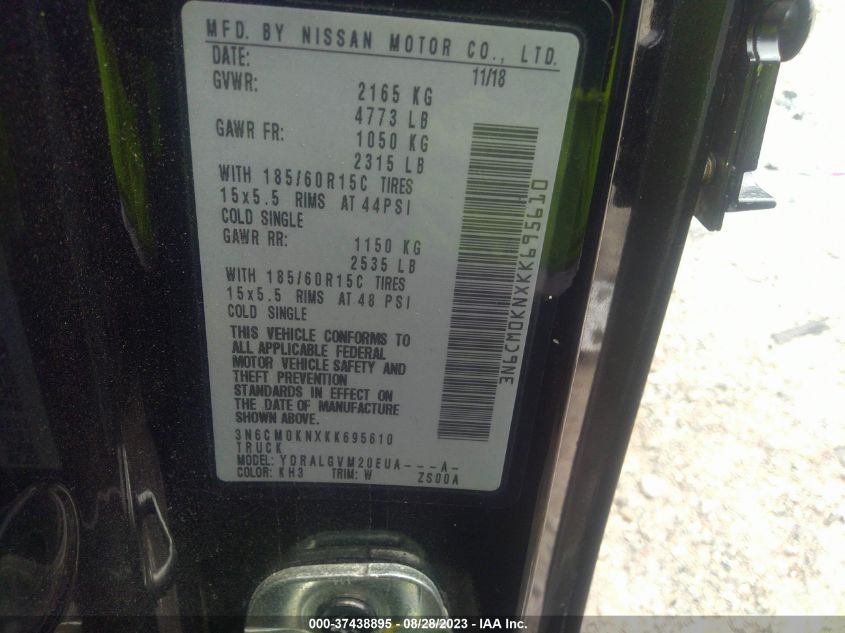 MFD. BY NISSAN MOTOR CO., LTD.
DATE: 11/18
GVWR: 2165 KG
4773 LB
GAWR FR: 1050 KG
2315 LB
WITH 185/60R15C TIRES
15x5.5 RIMS AT 44PSI
COLD SINGLE
GAWR RR: 1150 KG
2535 LB
WITH 185/60R15C TIRES
15x5.5 RIMS AT 48 PSI
COLD SINGLE
THIS VEHICLE CONFORMS TO
ALL APPLICABLE FEDERAL
MOTOR VEHICLE SAFETY AND
THEFT PREVENTION
STANDARDS IN EFFECT ON
THE DATE OF MANUFACTURE
SHOWN ABOVE.
3N6CM0KNXKK695610
TRUCK
MODEL: YDRALGVM20EUA---A-
COLOR: KH3 TRIM: W ZS00A
3N6CM0KNXKK695610
000-37438895 - 08/28/2023 - IAA Inc.